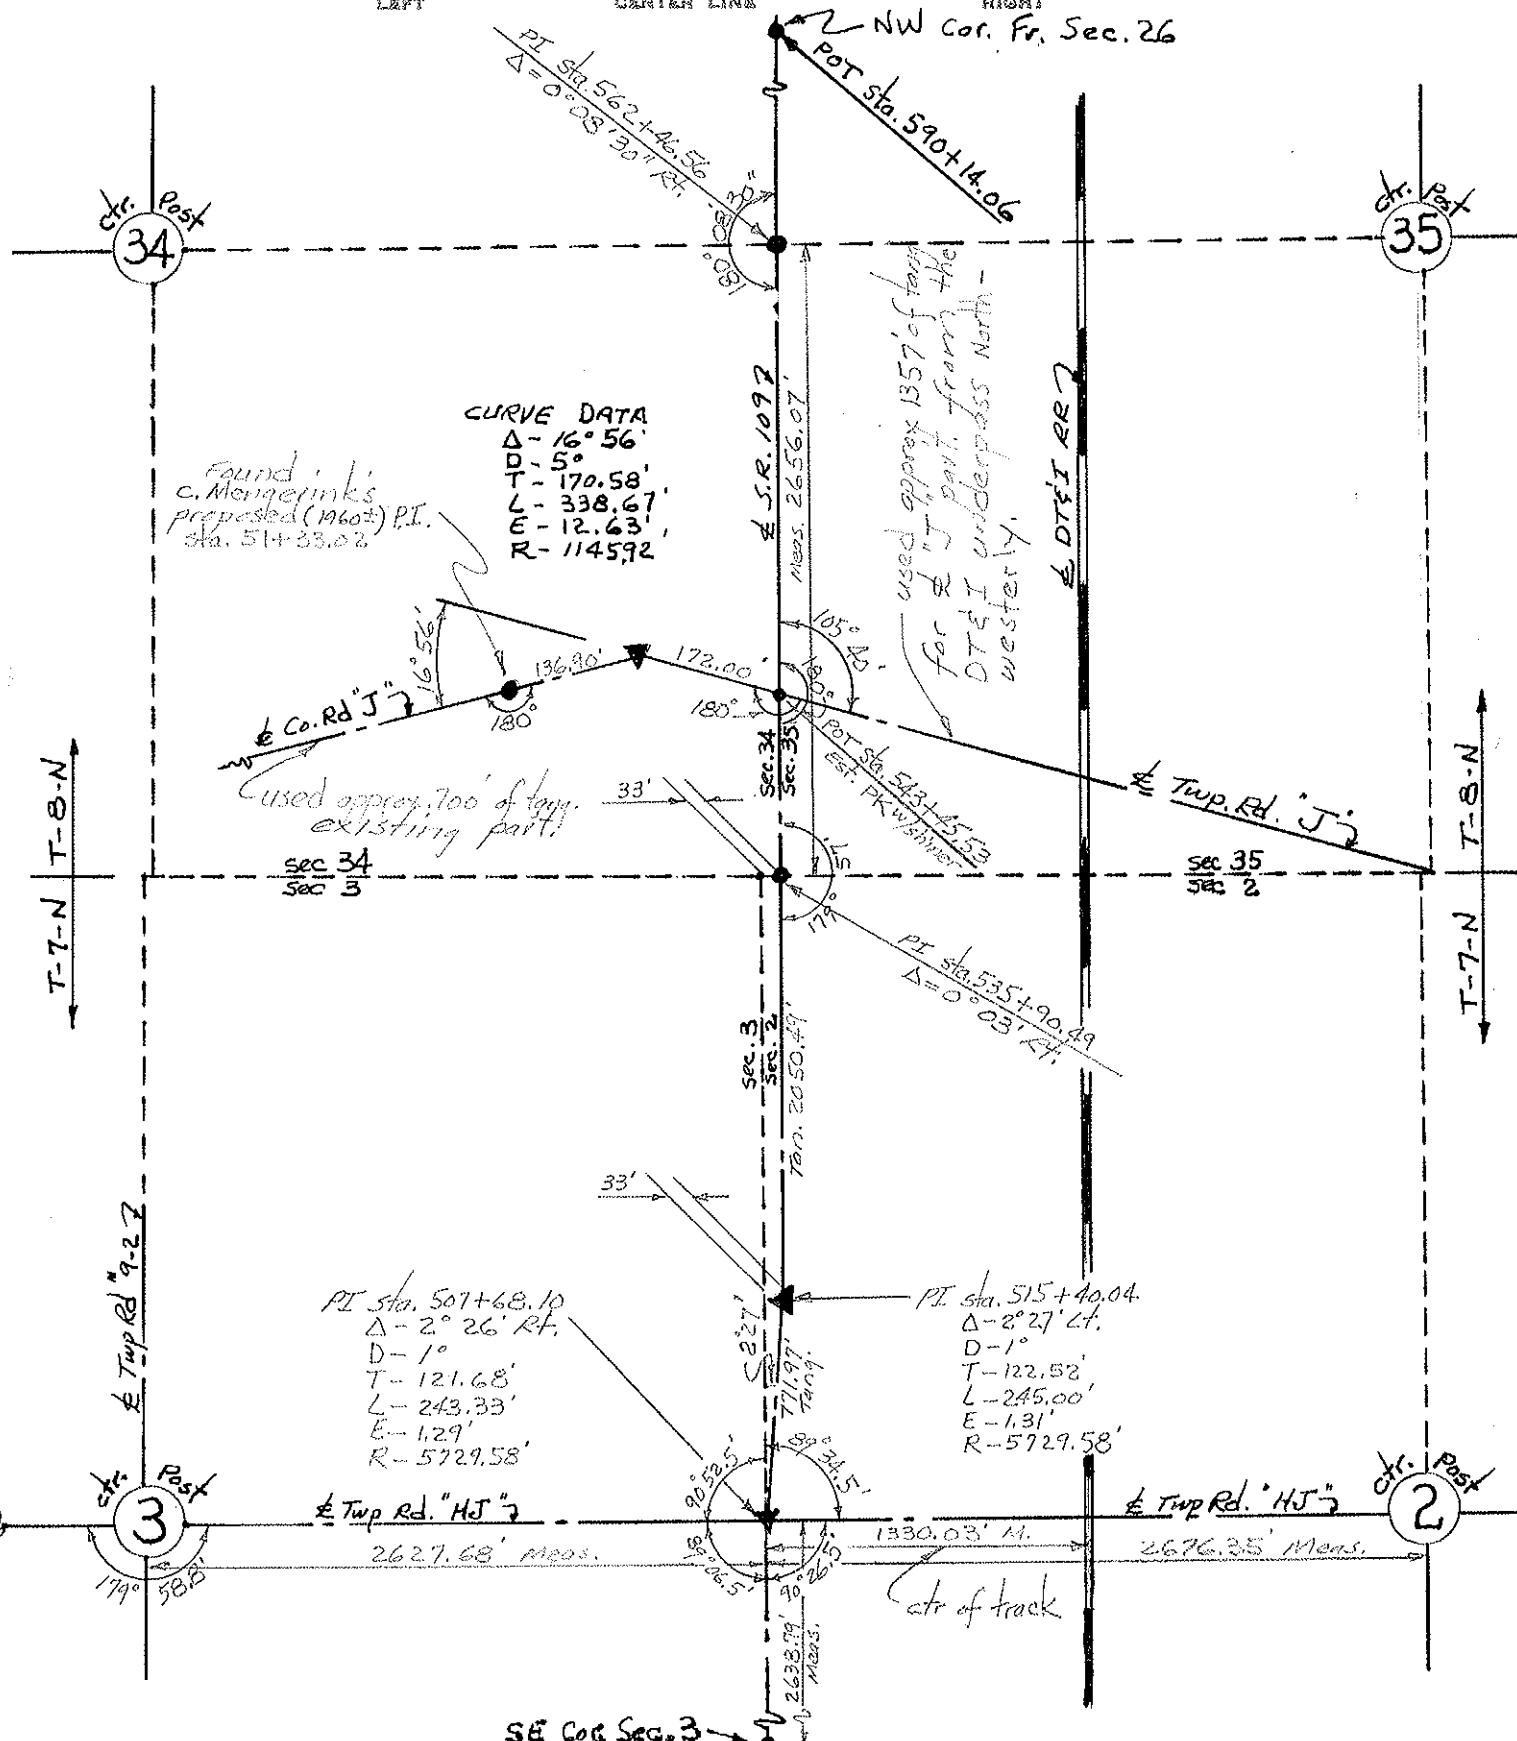 LEFT
CENTER LINE
RIGHT
NW Cor. Fr. Sec. 26
PI sta. 562+46.56
Δ = 0°08'30" Rt.
POT sta. 590+14.06
180° 08' 30"
ctr. Post
34
ctr. Post
35
CURVE DATA
Δ - 16° 56'
D - 5°
T - 170.58'
L - 338.67'
E - 12.63'
R - 1145.92
Found
C. Mengerink's
proposed (1960±) P.I.
sta. 51+33.02
℄ S.R. 109
Meas. 2656.07'
used approx 1357' of tang
for ℄ "J" pav't. from the
DT&I underpass North-
westerly.
℄ DT&I RR
16° 56'
136.90'
172.00'
105° 40'
180°
180°
℄ Co. Rd "J"
used approx. 700' of tang.
existing pav't.
33'
sec. 34
sec. 35
POT sta. 543+45.53
Est. PK w/shiner
℄ Twp. Rd. "J"
T-8-N
T-7-N
T-8-N
T-7-N
sec 34
sec 3
sec 35
sec 2
179° 57'
PI sta. 535+90.49
Δ = 0° 03' Rt.
sec. 3
sec. 2
Tan. 2050.49'
33'
℄ Twp Rd "9-2"
PI sta. 507+68.10
Δ - 2° 26' Rt.
D - 1°
T - 121.68'
L - 243.33'
E - 1.29'
R - 5729.58'
2°27'
771.97'
Tang.
PI sta. 515+40.04
Δ - 2°27' Lt.
D - 1°
T - 122.52'
L - 245.00'
E - 1.31'
R - 5729.58'
90° 52.5'
89° 34.5'
ctr. Post
3
℄ Twp Rd. "HJ"
℄ Twp Rd. "HJ"
ctr. Post
2
179° 58.8'
2627.68' Meas.
89° 06.5'
90° 26.5'
1330.03' M.
2676.35' Meas.
ctr of track
2638.79'
Meas.
SE Cor Sec. 3